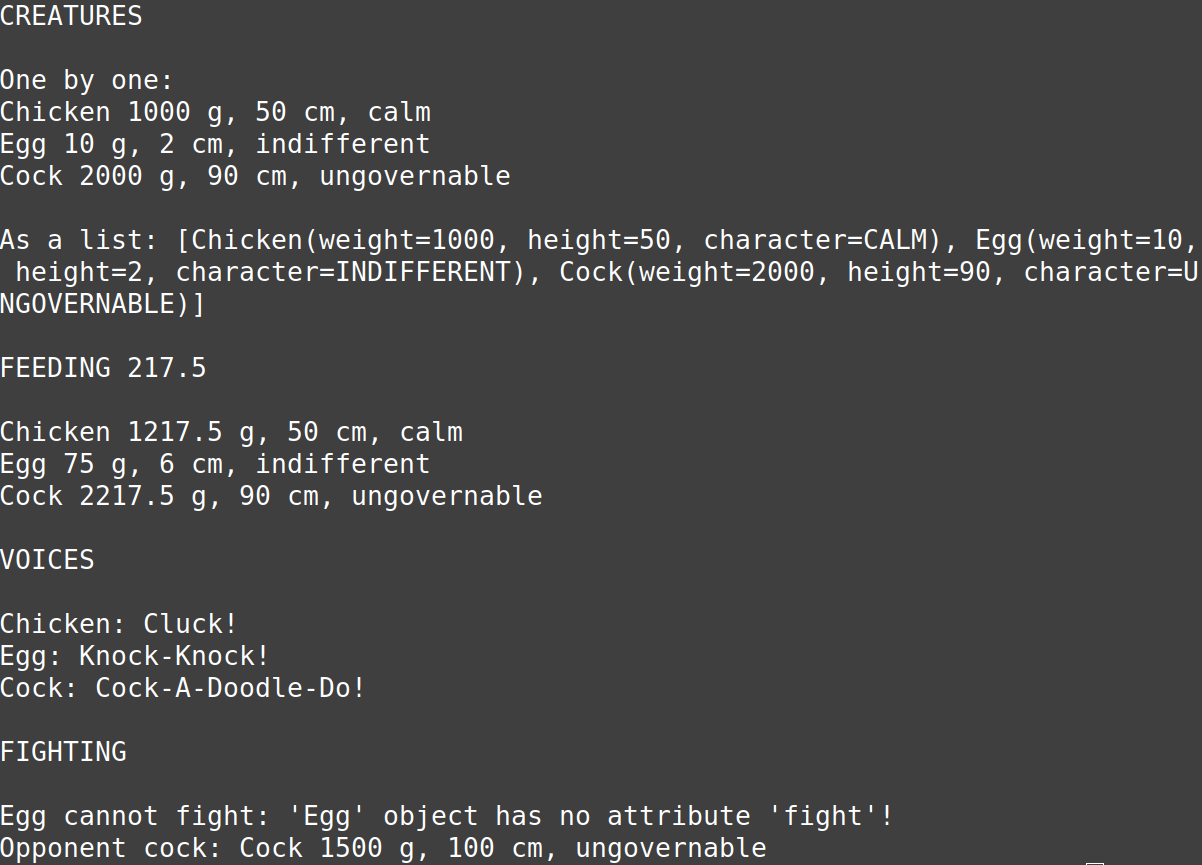 CREATURES
One by one:
Chicken 1000 g, 50 cm, calm
Egg 10 g, 2 cm, indifferent
Cock 2000 g, 90 cm, ungovernable
As a list: [Chicken(weight=1000, height=50, character=CALM), Egg(weight=10,
 height=2, character=INDIFFERENT), Cock(weight=2000, height=90, character=U
NGOVERNABLE)]
FEEDING 217.5
Chicken 1217.5 g, 50 cm, calm
Egg 75 g, 6 cm, indifferent
Cock 2217.5 g, 90 cm, ungovernable
VOICES
Chicken: Cluck!
Egg: Knock-Knock!
Cock: Cock-A-Doodle-Do!
FIGHTING
Egg cannot fight: 'Egg' object has no attribute 'fight'!
Opponent cock: Cock 1500 g, 100 cm, ungovernable